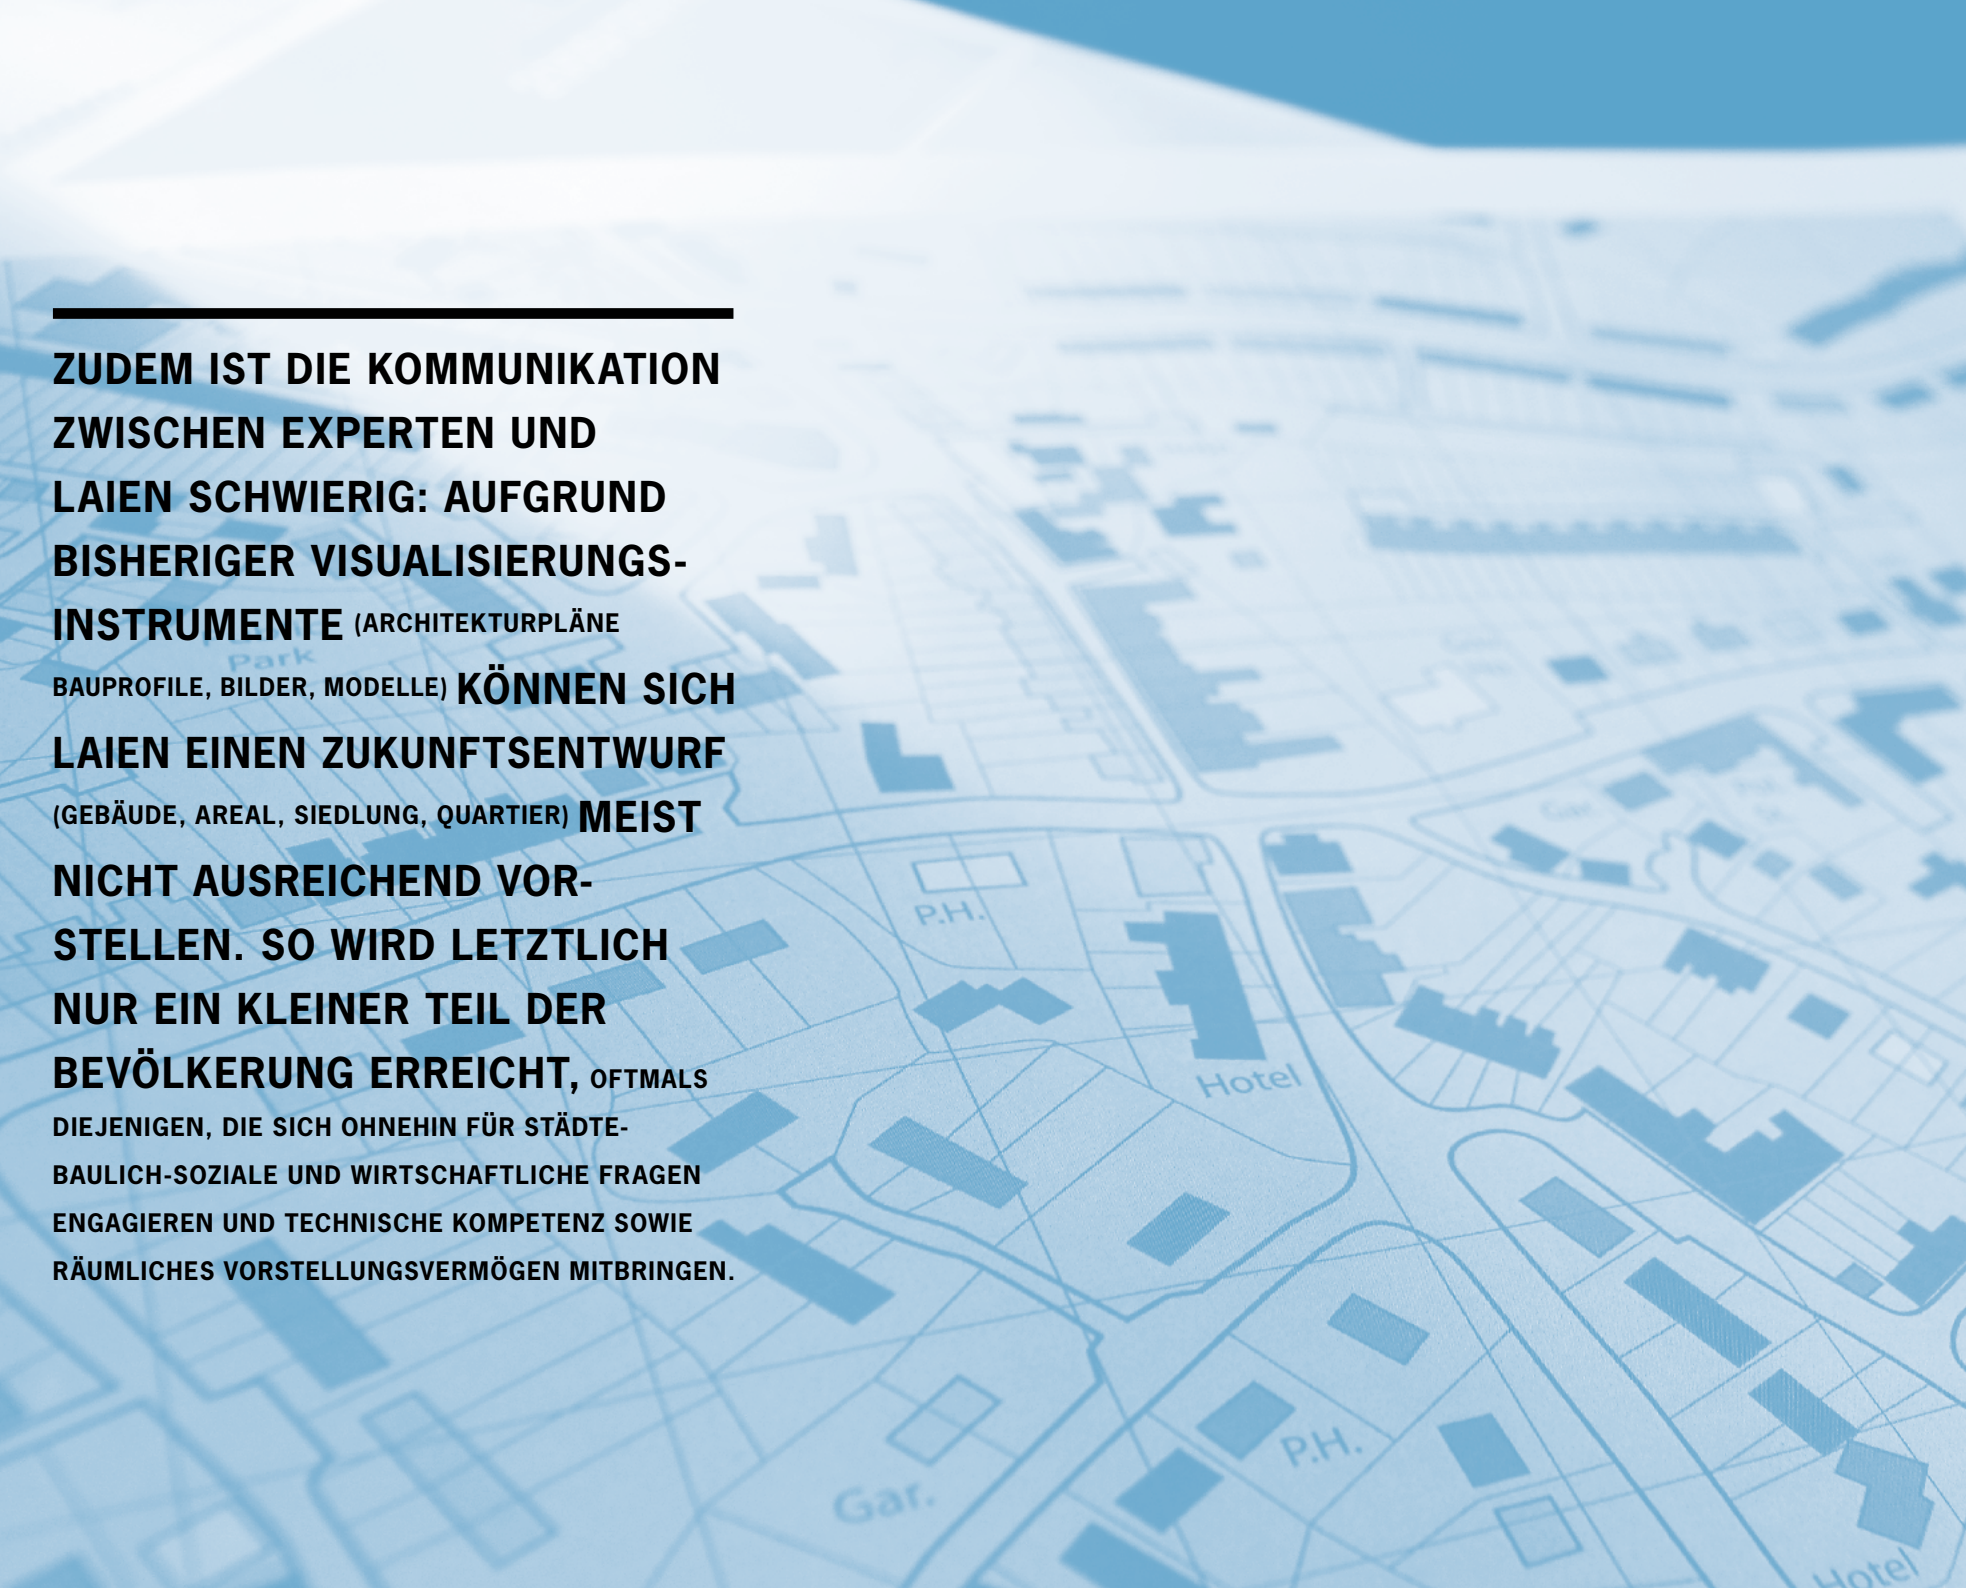 ZUDEM IST DIE KOMMUNIKATION
ZWISCHEN EXPERTEN UND
LAIEN SCHWIERIG: AUFGRUND
BISHERIGER VISUALISIERUNGS-
INSTRUMENTE (ARCHITEKTURPLÄNE
BAUPROFILE, BILDER, MODELLE) KÖNNEN SICH
LAIEN EINEN ZUKUNFTSENTWURF
(GEBÄUDE, AREAL, SIEDLUNG, QUARTIER) MEIST
NICHT AUSREICHEND VOR-
STELLEN. SO WIRD LETZTLICH
NUR EIN KLEINER TEIL DER
BEVÖLKERUNG ERREICHT, OFTMALS
DIEJENIGEN, DIE SICH OHNEHIN FÜR STÄDTE-
BAULICH-SOZIALE UND WIRTSCHAFTLICHE FRAGEN
ENGAGIEREN UND TECHNISCHE KOMPETENZ SOWIE
RÄUMLICHES VORSTELLUNGSVERMÖGEN MITBRINGEN.
Park
P.H.
Hotel
Gar.
P.H.
Gar.
Hotel